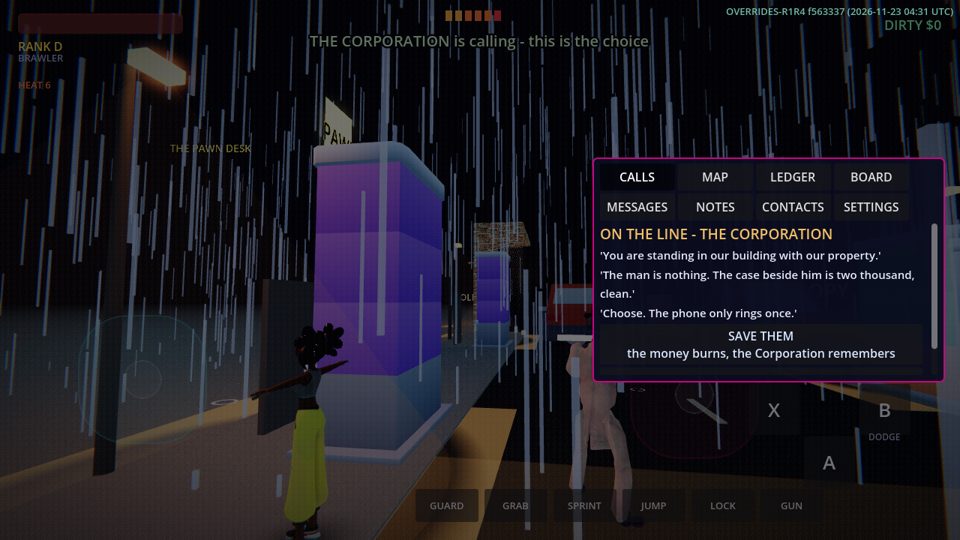 OVERRIDES-R1R4 f563337 (2026-11-23 04:31 UTC)
DIRTY $0
THE CORPORATION is calling - this is the choice
RANK D
BRAWLER
HEAT 6
THE PAWN DESK
PAW
CALLS MAP LEDGER BOARD
MESSAGES NOTES CONTACTS SETTINGS
ON THE LINE - THE CORPORATION
'You are standing in our building with our property.'
'The man is nothing. The case beside him is two thousand,
clean.'
'Choose. The phone only rings once.'
SAVE THEM
the money burns, the Corporation remembers
X
B
DODGE
A
GUARD GRAB SPRINT JUMP LOCK GUN